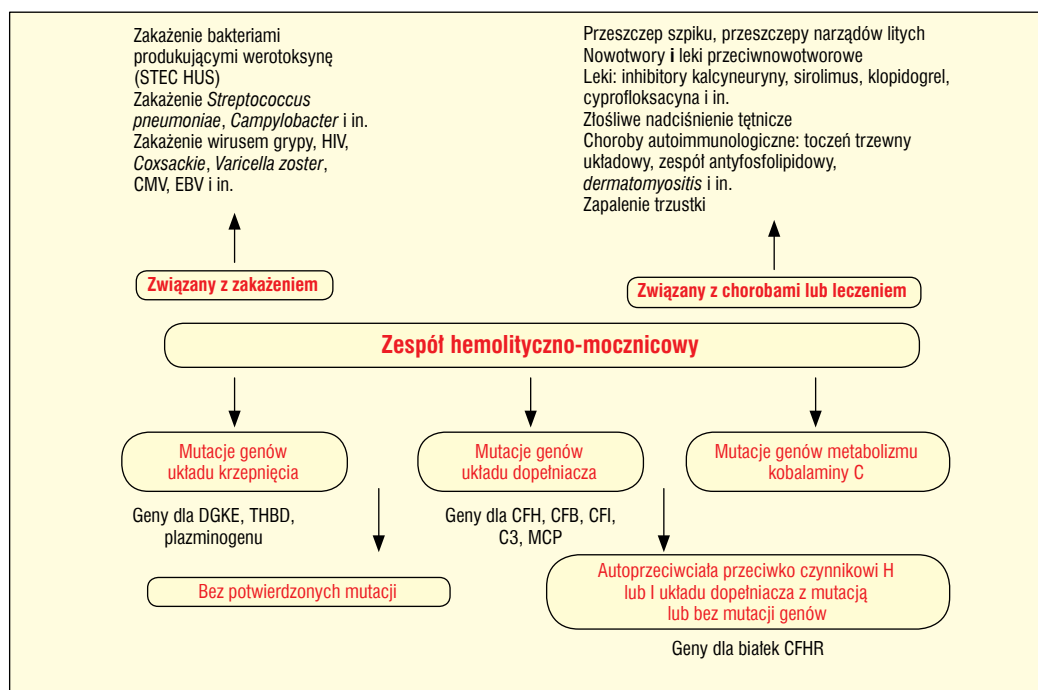 Zakażenie bakteriami
produkującymi werotoksynę
(STEC HUS)
Zakażenie Streptococcus
pneumoniae, Campylobacter i in.
Zakażenie wirusem grypy, HIV,
Coxsackie, Varicella zoster,
CMV, EBV i in.
Przeszczep szpiku, przeszczepy narządów litych
Nowotwory i leki przeciwnowotworowe
Leki: inhibitory kalcyneuryny, sirolimus, klopidogrel,
cyprofloksacyna i in.
Złośliwe nadciśnienie tętnicze
Choroby autoimmunologiczne: toczeń trzewny
układowy, zespół antyfosfolipidowy,
dermatomyositis i in.
Zapalenie trzustki
Związany z zakażeniem
Związany z chorobami lub leczeniem
Zespół hemolityczno-mocznicowy
Mutacje genów
układu krzepnięcia
Mutacje genów
układu dopełniacza
Mutacje genów metabolizmu
kobalaminy C
Geny dla DGKE, THBD,
plazminogenu
Geny dla CFH, CFB, CFI,
C3, MCP
Bez potwierdzonych mutacji
Autoprzeciwciała przeciwko czynnikowi H
lub I układu dopełniacza z mutacją
lub bez mutacji genów
Geny dla białek CFHR